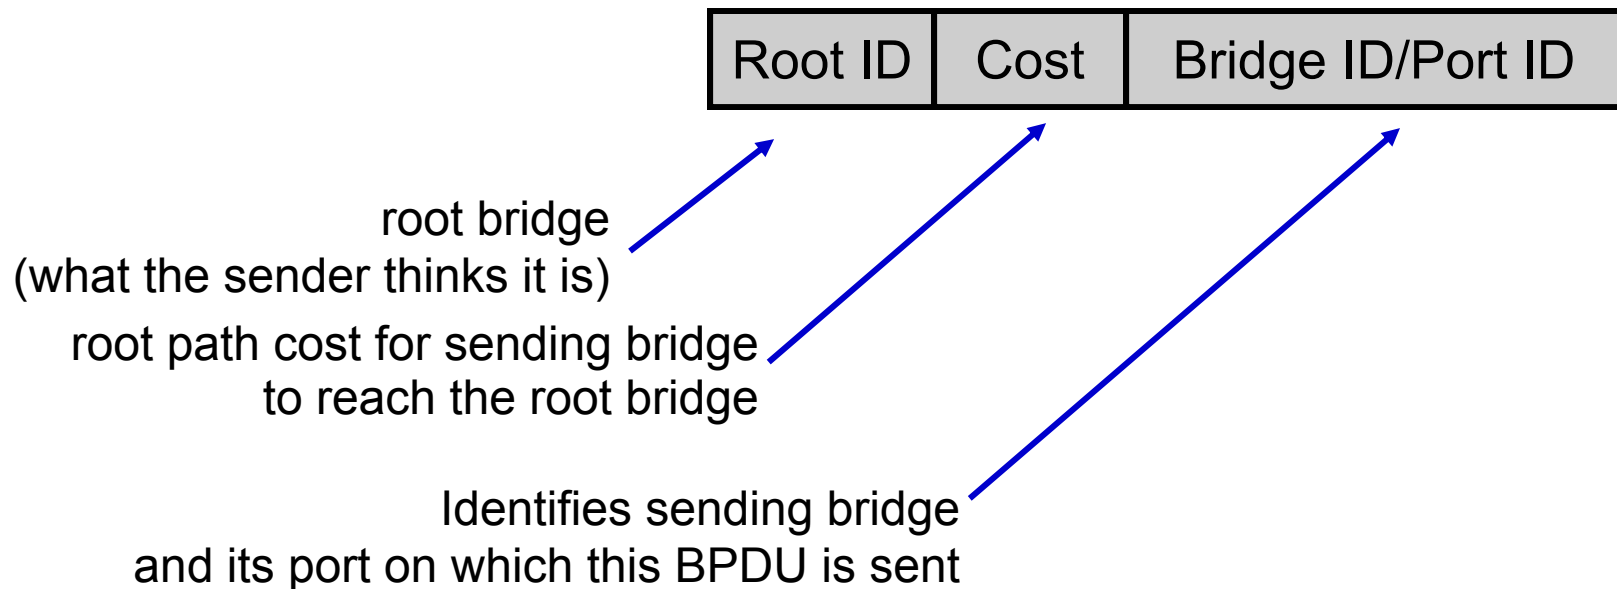 Root ID Cost Bridge ID/Port ID
root bridge
(what the sender thinks it is)
root path cost for sending bridge
to reach the root bridge
Identifies sending bridge
and its port on which this BPDU is sent